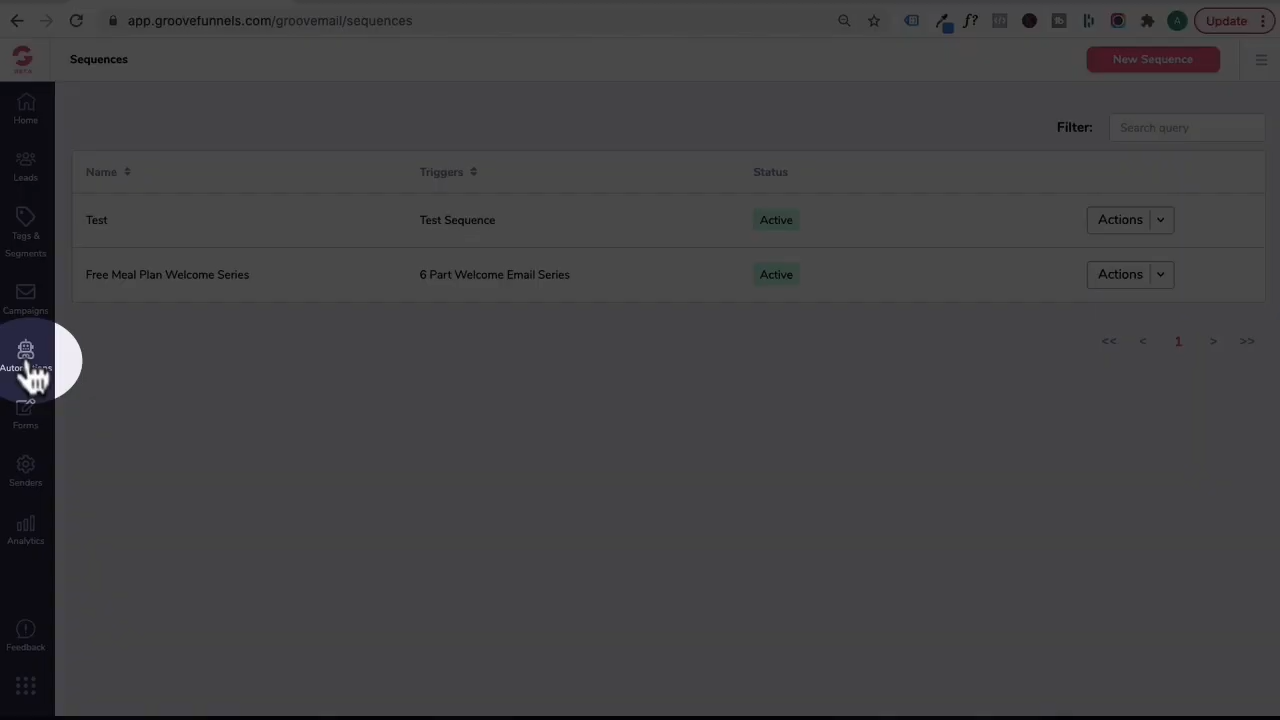 app.groovefunnels.com/groovemail/sequences
f?
A
Update
BETA
Sequences
New Sequence
Home
Leads
Tags &
Segments
Campaigns
Forms
Senders
Analytics
Feedback
Filter:
Search query
Name
Triggers
Status
Test
Test Sequence
Active
Actions
Free Meal Plan Welcome Series
6 Part Welcome Email Series
Active
Actions
<< < 1 > >>